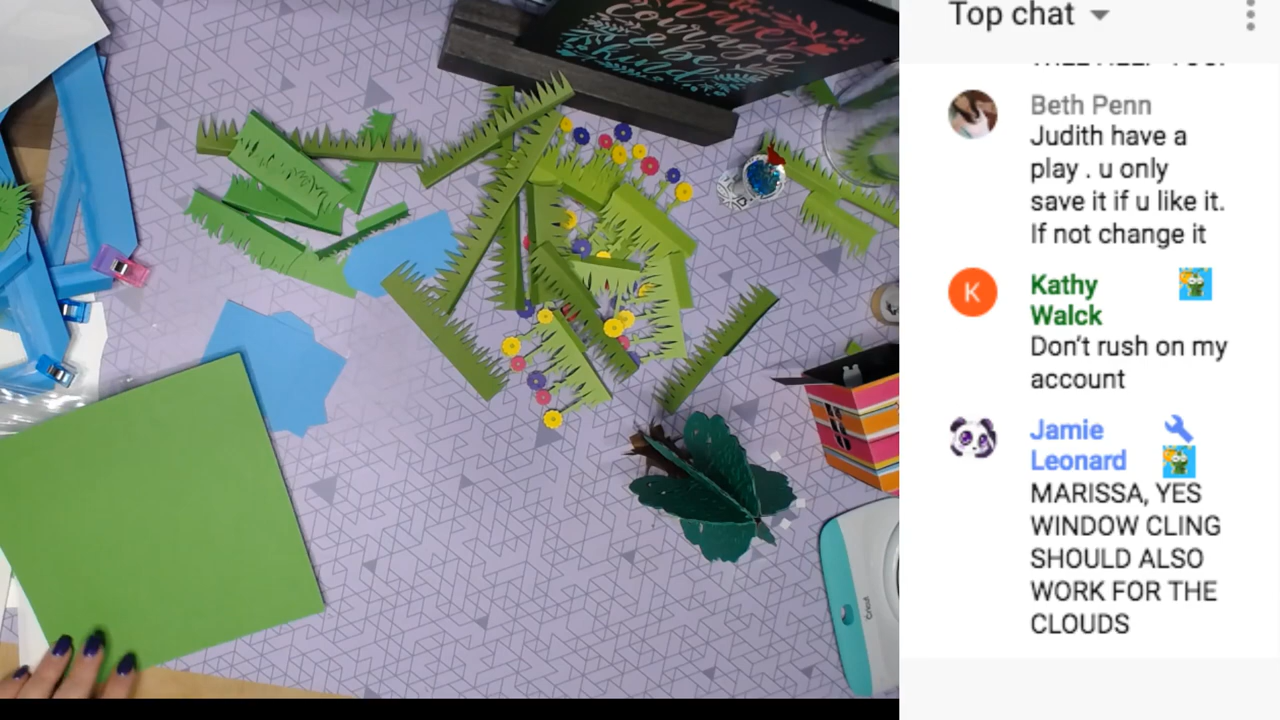 have
courage
& be
kind
cricut
Top chat
Beth Penn
Judith have a
play . u only
save it if u like it.
If not change it
K
Kathy
Walck
Don't rush on my
account
Jamie
Leonard
MARISSA, YES
WINDOW CLING
SHOULD ALSO
WORK FOR THE
CLOUDS